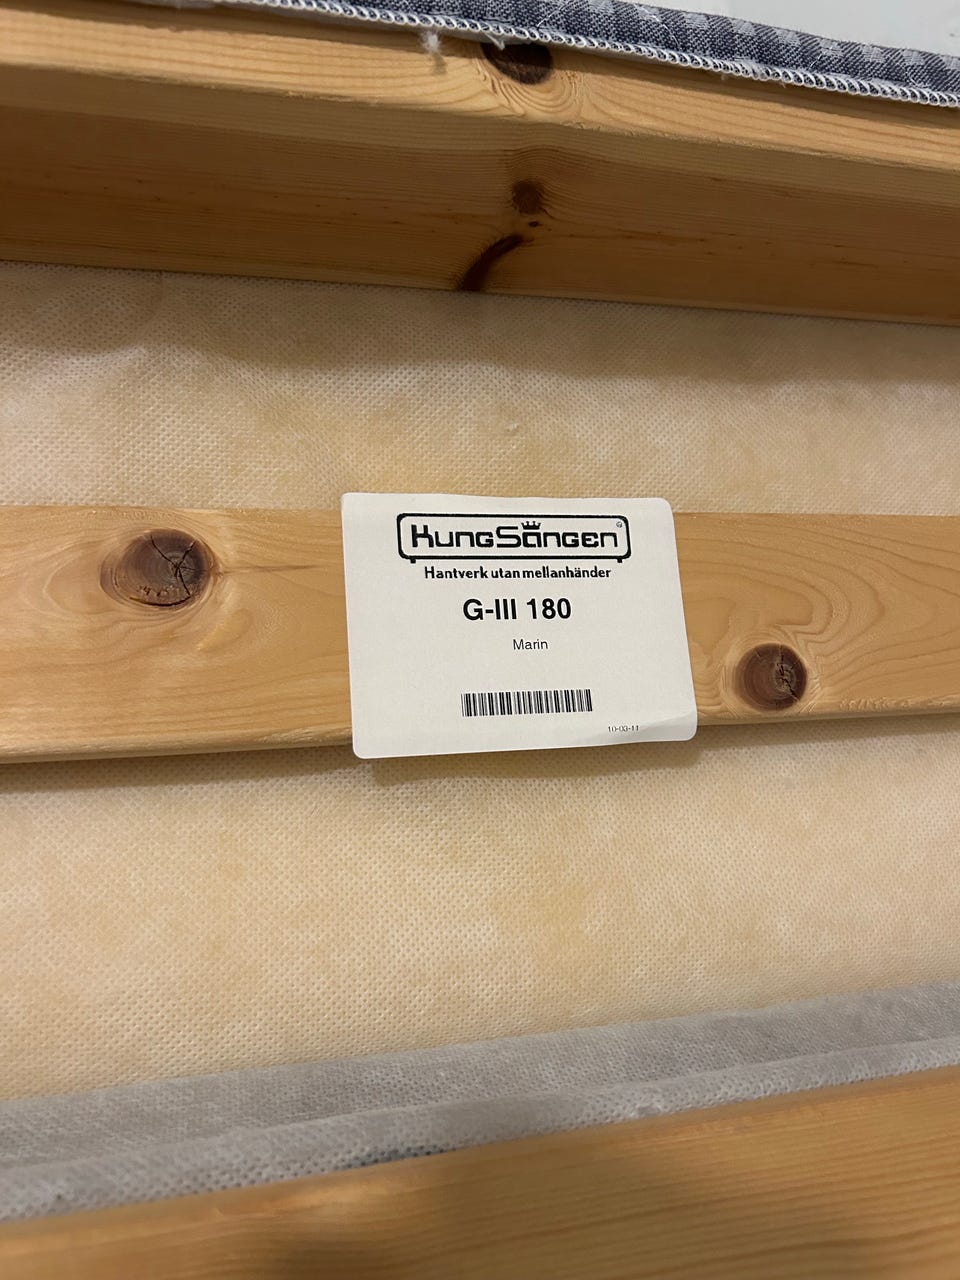 KungSängen
Hantverk utan mellanhänder
G-III 180
Marin
10-03-11